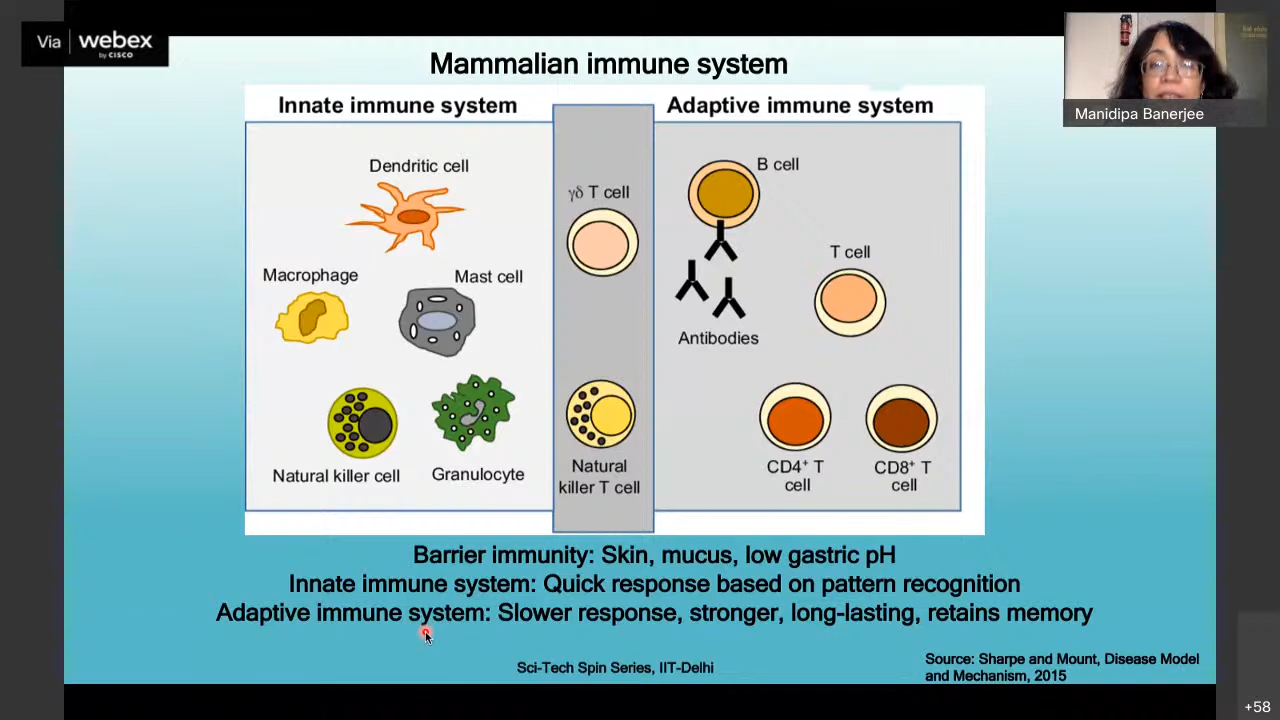 Via webex
by CISCO
Mammalian immune system
Manidipa Banerjee
Innate immune system
Adaptive immune system
Dendritic cell
γδ T cell
B cell
Macrophage
Mast cell
T cell
Antibodies
Natural killer cell
Granulocyte
Natural
killer T cell
CD4⁺ T
cell
CD8⁺ T
cell
Barrier immunity: Skin, mucus, low gastric pH
Innate immune system: Quick response based on pattern recognition
Adaptive immune system: Slower response, stronger, long-lasting, retains memory
Sci-Tech Spin Series, IIT-Delhi
Source: Sharpe and Mount, Disease Model
and Mechanism, 2015
+58